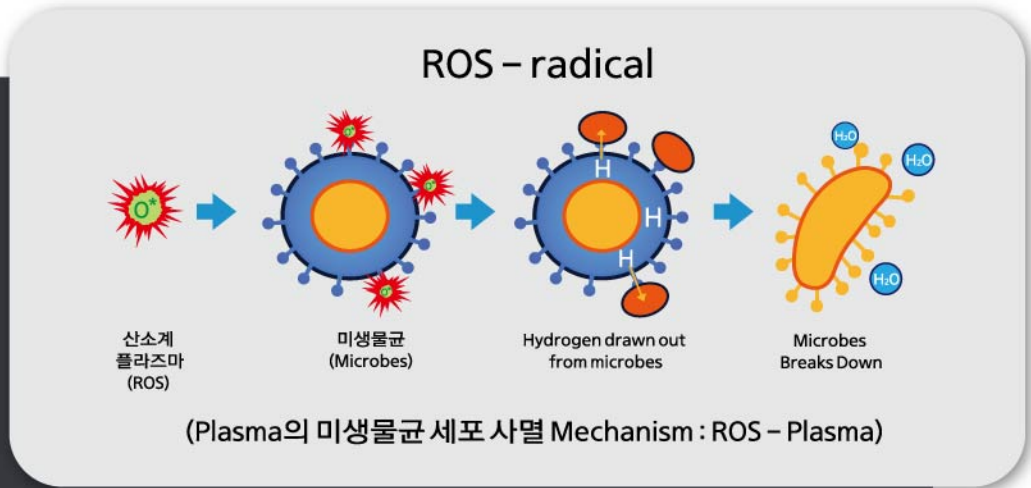 ROS – radical
O*
O*
O*
O*
H
H
H
H₂O
H₂O
H₂O
산소계
플라즈마
(ROS)
미생물균
(Microbes)
Hydrogen drawn out
from microbes
Microbes
Breaks Down
(Plasma의 미생물균 세포 사멸 Mechanism : ROS – Plasma)